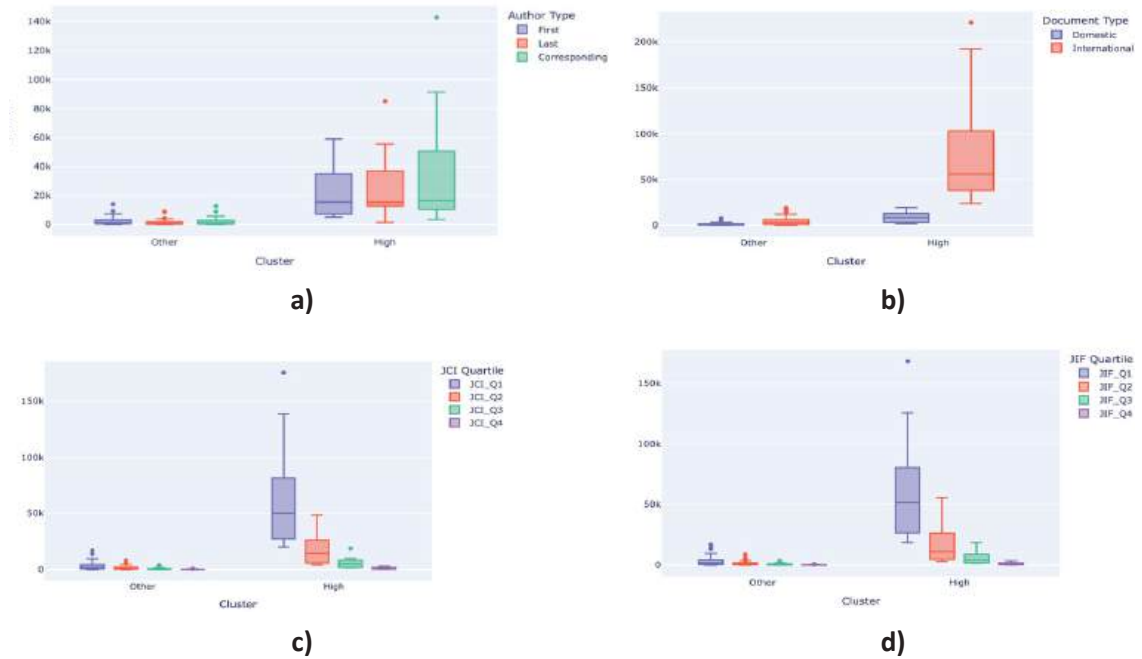 Author Type
First
Last
Corresponding
140k
120k
100k
80k
60k
40k
20k
0
Other
High
Cluster
a)
Document Type
Domestic
International
200k
150k
100k
50k
0
Other
High
Cluster
b)
JCI Quartile
JCI_Q1
JCI_Q2
JCI_Q3
JCI_Q4
150k
100k
50k
0
Other
High
Cluster
c)
JIF Quartile
JIF_Q1
JIF_Q2
JIF_Q3
JIF_Q4
150k
100k
50k
0
Other
High
Cluster
d)